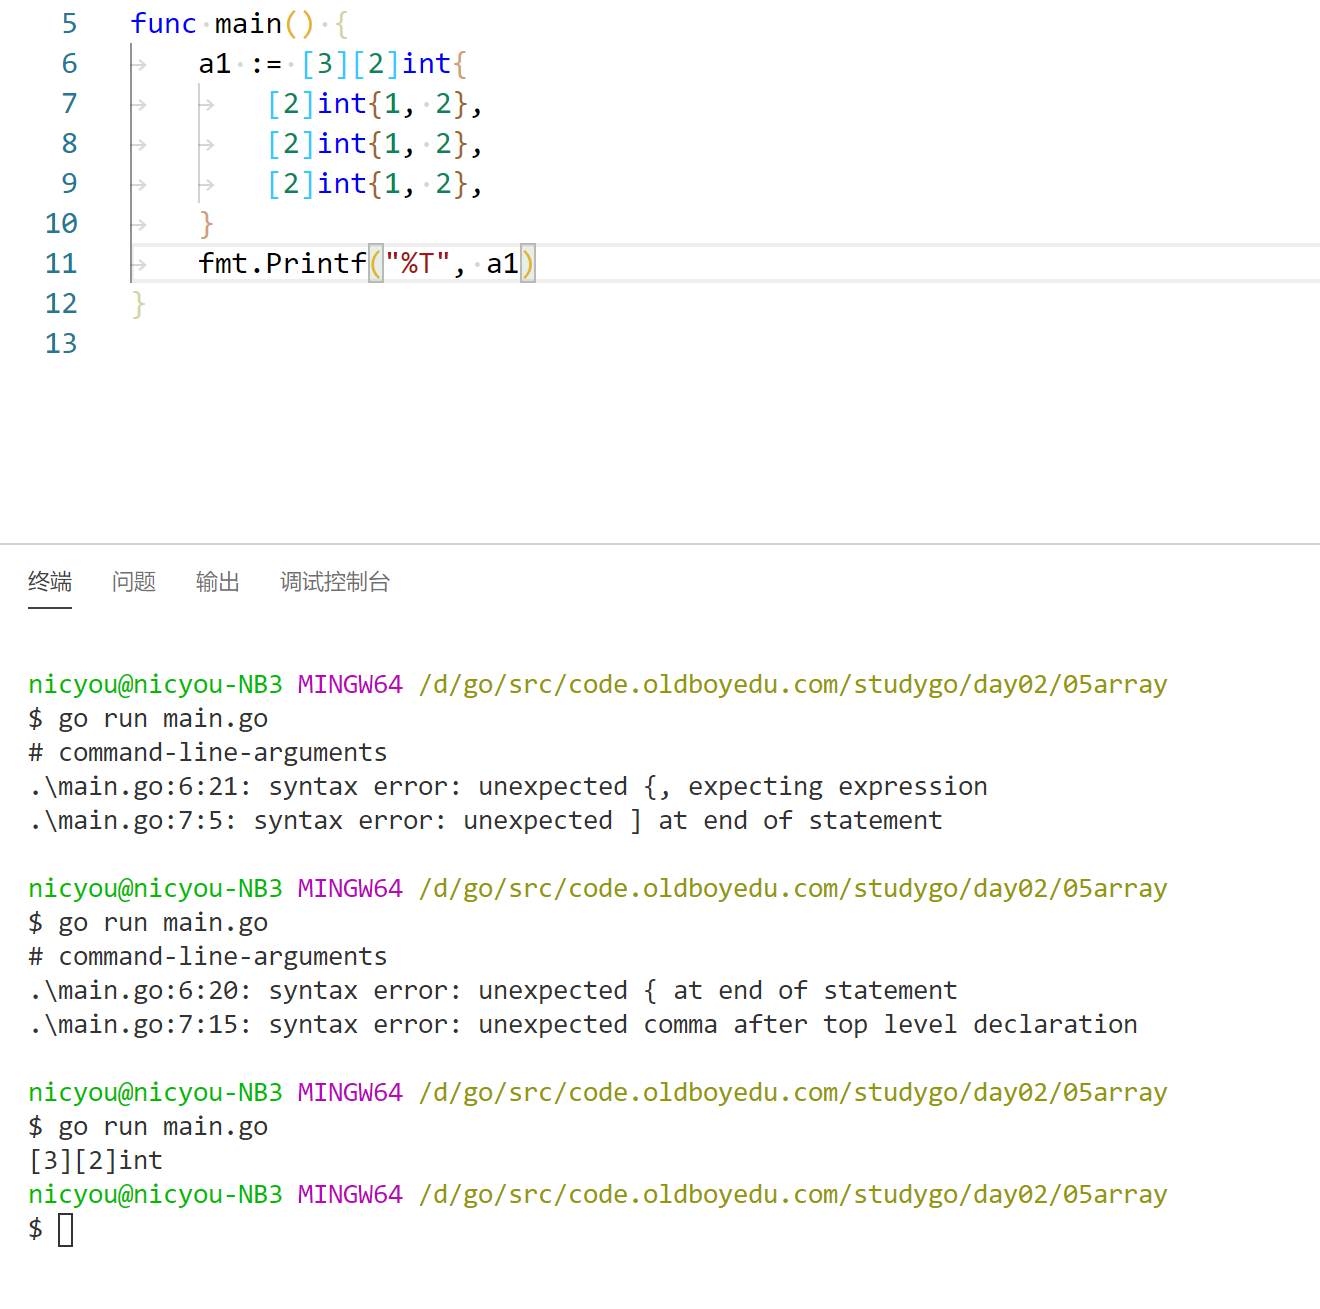 5 func main() {
6 a1 := [3][2]int{
7 [2]int{1, 2},
8 [2]int{1, 2},
9 [2]int{1, 2},
10 }
11 fmt.Printf("%T", a1)
12 }
13
终端 问题 输出 调试控制台
nicyou@nicyou-NB3 MINGW64 /d/go/src/code.oldboyedu.com/studygo/day02/05array
$ go run main.go
# command-line-arguments
.\main.go:6:21: syntax error: unexpected {, expecting expression
.\main.go:7:5: syntax error: unexpected ] at end of statement
nicyou@nicyou-NB3 MINGW64 /d/go/src/code.oldboyedu.com/studygo/day02/05array
$ go run main.go
# command-line-arguments
.\main.go:6:20: syntax error: unexpected { at end of statement
.\main.go:7:15: syntax error: unexpected comma after top level declaration
nicyou@nicyou-NB3 MINGW64 /d/go/src/code.oldboyedu.com/studygo/day02/05array
$ go run main.go
[3][2]int
nicyou@nicyou-NB3 MINGW64 /d/go/src/code.oldboyedu.com/studygo/day02/05array
$